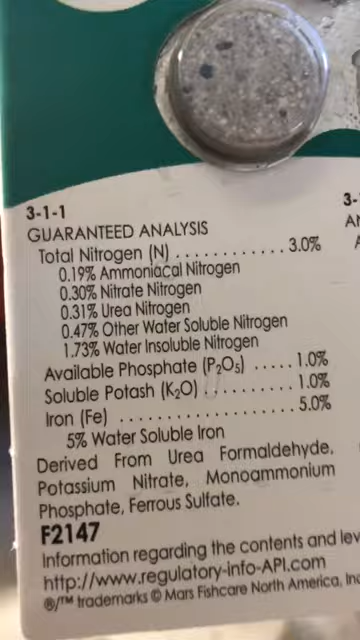 3-1-1
GUARANTEED ANALYSIS
Total Nitrogen (N) . . . . . . . . . . . . 3.0%
0.19% Ammoniacal Nitrogen
0.30% Nitrate Nitrogen
0.31% Urea Nitrogen
0.47% Other Water Soluble Nitrogen
1.73% Water Insoluble Nitrogen
Available Phosphate (P₂O₅) . . . . . 1.0%
Soluble Potash (K₂O) . . . . . . . . . . 1.0%
Iron (Fe) . . . . . . . . . . . . . . . . . . . . 5.0%
5% Water Soluble Iron
Derived From Urea Formaldehyde,
Potassium Nitrate, Monoammonium
Phosphate, Ferrous Sulfate.
F2147
Information regarding the contents and
http://www.regulatory-info-API.com
®/™ trademarks © Mars Fishcare North America,
3-